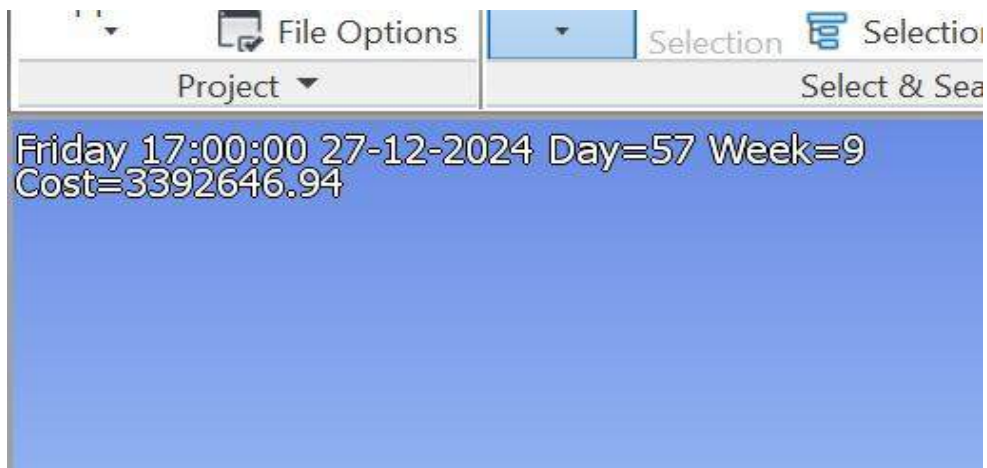 File Options
Selection
Selection
Project
Select & Sea
Friday 17:00:00 27-12-2024 Day=57 Week=9
Cost=3392646.94